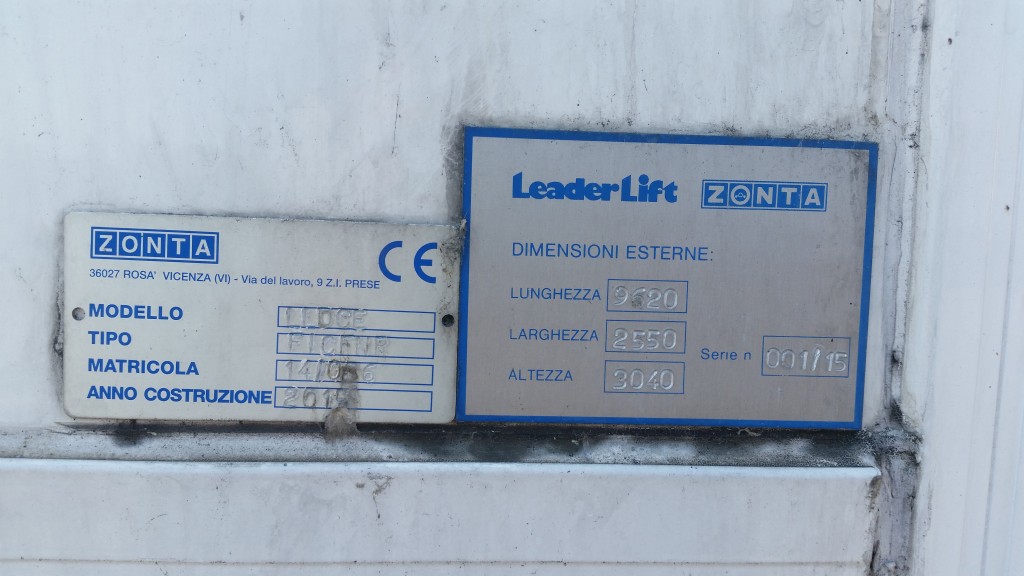 ZONTA
CE
36027 ROSA' VICENZA (VI) - Via del lavoro, 9 Z.I. PRESE
MODELLO
TIPO
MATRICOLA
ANNO COSTRUZIONE
LeaderLift ZONTA
DIMENSIONI ESTERNE:
LUNGHEZZA 9620
LARGHEZZA 2550
Serie n 001/15
ALTEZZA 3040